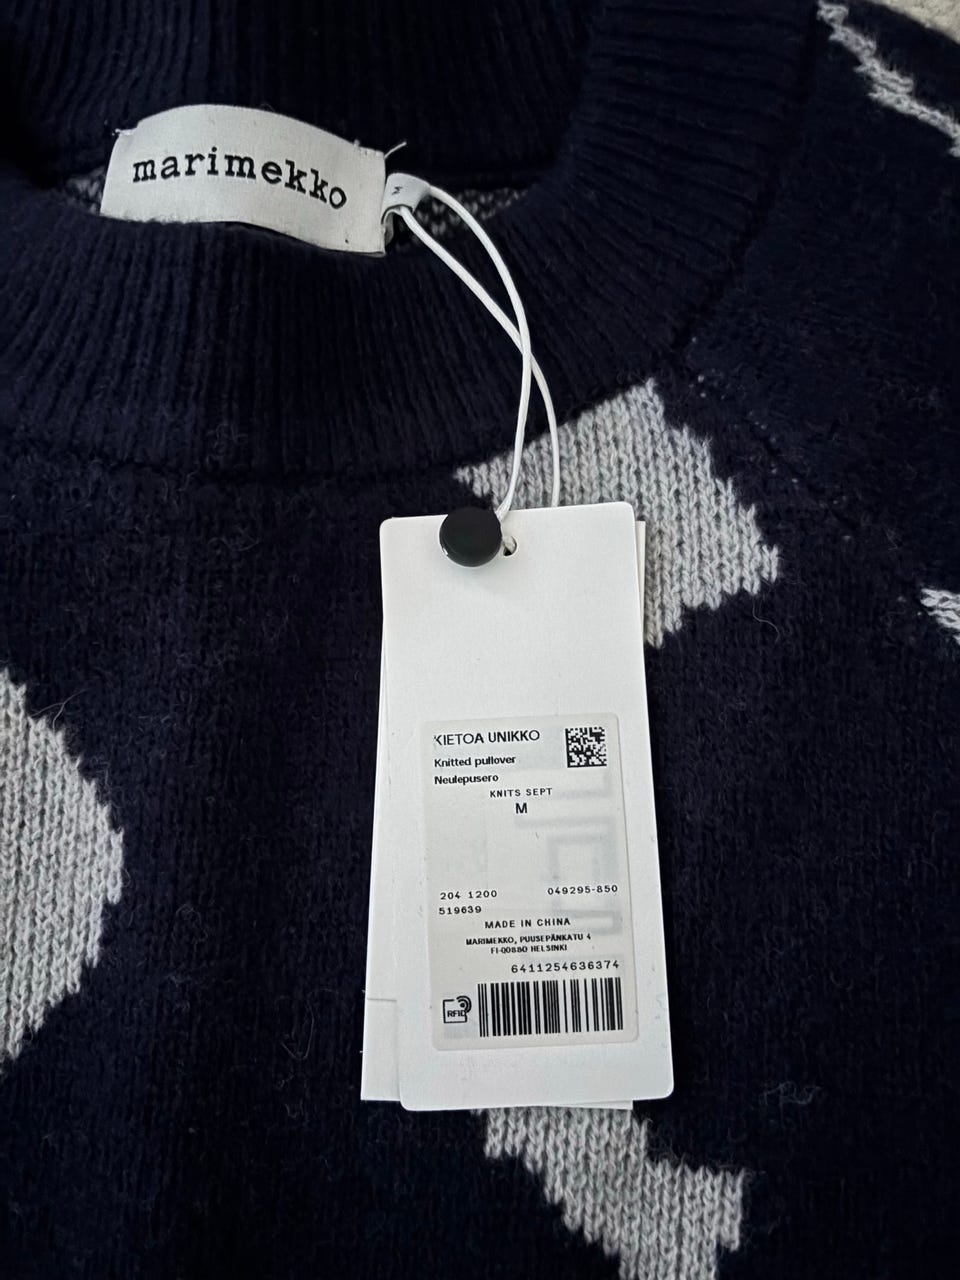 marimekko
M
KIETOA UNIKKO
Knitted pullover
Neulepusero
KNITS SEPT
M
204 1200 049295-850
519639
MADE IN CHINA
MARIMEKKO, PUUSEPÄNKATU 4
FI-00880 HELSINKI
6411254636374
RFID